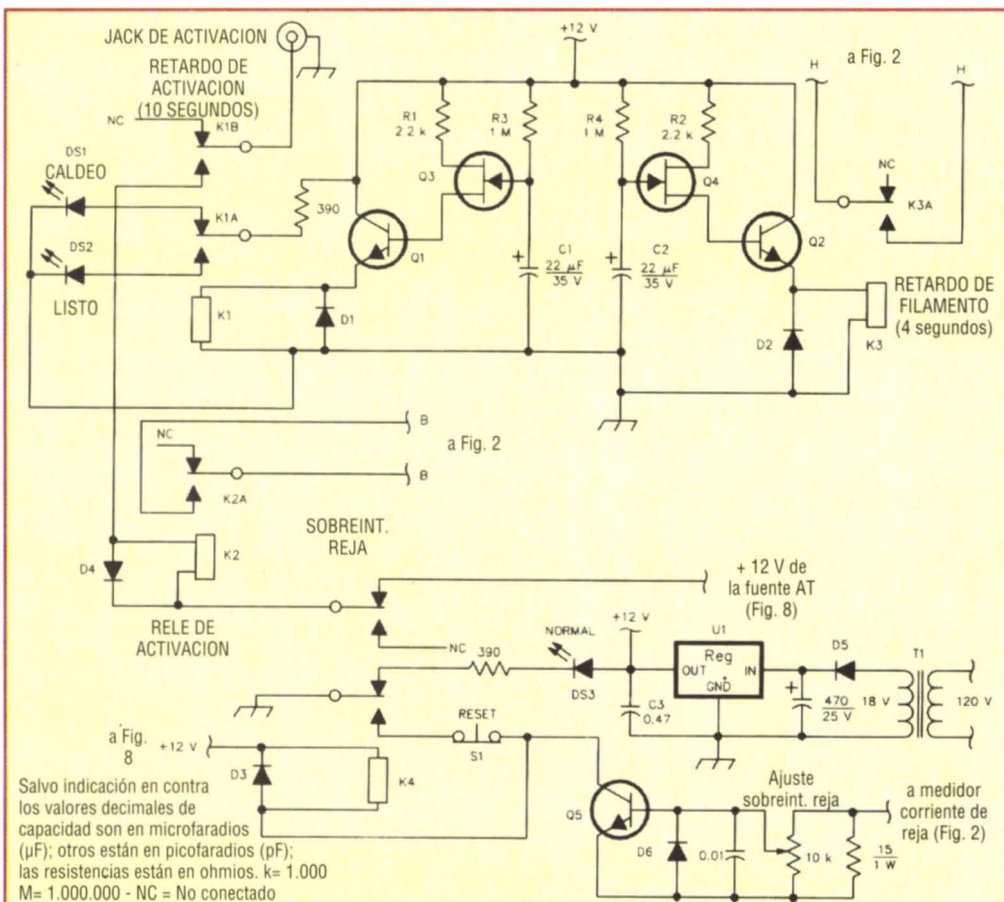 JACK DE ACTIVACION
RETARDO DE
ACTIVACION
(10 SEGUNDOS)
NC
K1B
DS1
CALDEO
K1A
DS2
LISTO
390
K1
D1
Q1
+12 V
R1
2.2 k
R3
1 M
R4
1 M
R2
2.2 k
Q3
Q4
C1
22 µF
35 V
C2
22 µF
35 V
Q2
D2
K3
H
a Fig. 2
H
NC
K3A
RETARDO DE
FILAMENTO
(4 segundos)
B
a Fig. 2
B
NC
K2A
D4
K2
RELE DE
ACTIVACION
SOBREINT.
REJA
+ 12 V de
la fuente AT
(Fig. 8)
NC
390
NORMAL
DS3
+12 V
C3
0.47
U1
Reg
OUT
IN
GND
470
25 V
D5
18 V
T1
120 V
RESET
S1
a Fig.
8
+12 V
D3
K4
Q5
D6
0.01
Ajuste
sobreint. reja
10 k
15
1 W
a medidor
corriente de
reja (Fig. 2)
Salvo indicación en contra
los valores decimales de
capacidad son en microfaradios
(µF); otros están en picofaradios (pF);
las resistencias están en ohmios. k= 1.000
M= 1.000.000 - NC = No conectado